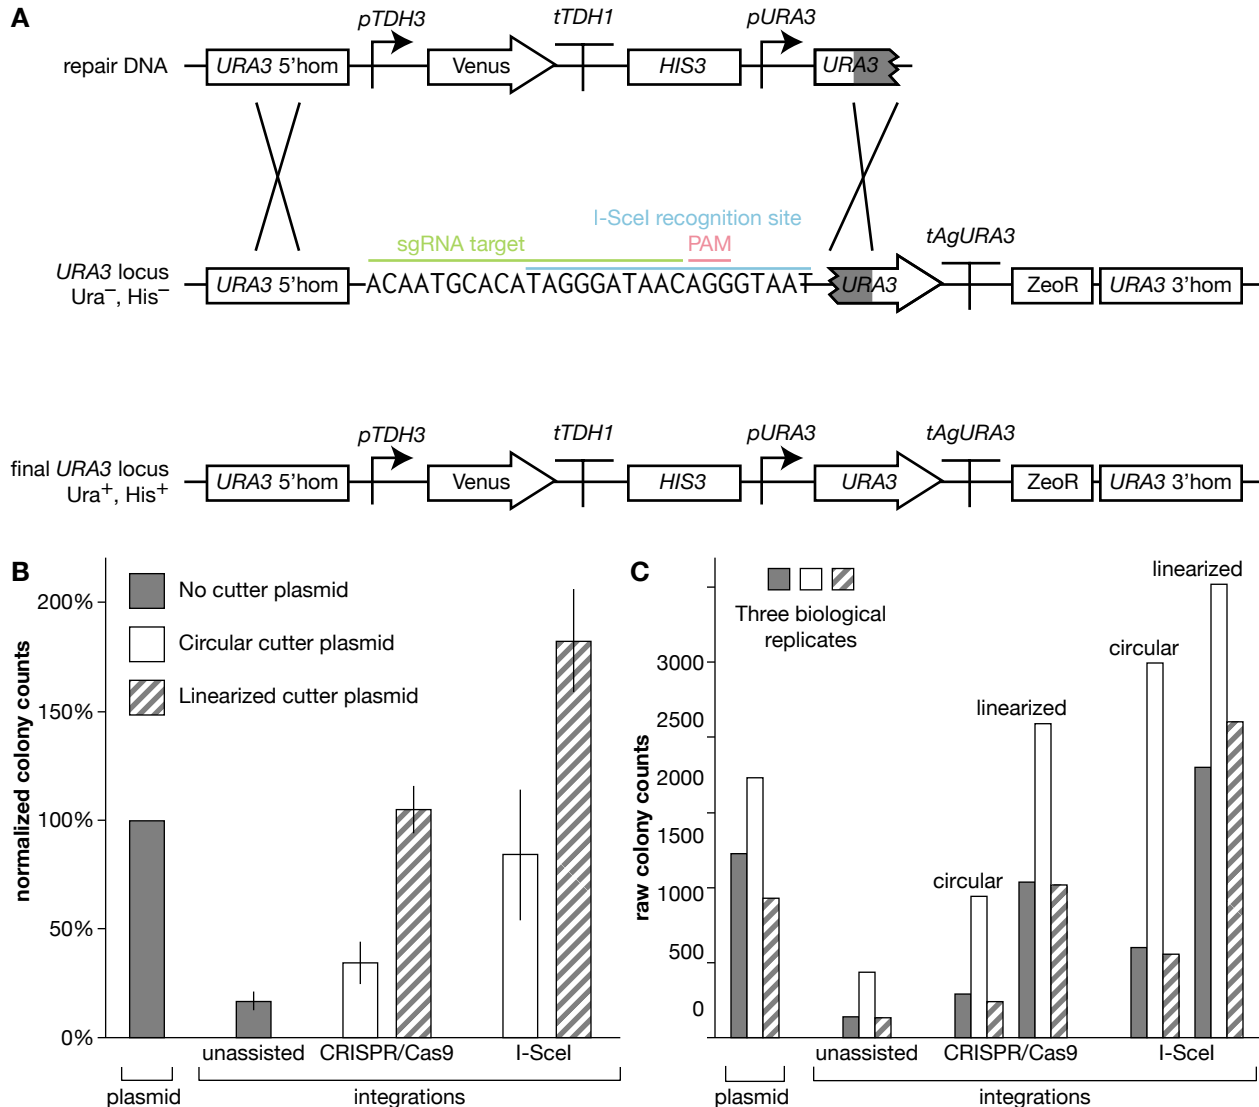 A
pTDH3
tTDH1
pURA3
repair DNA
URA3 5'hom
Venus
HIS3
URA3
I-SceI recognition site
sgRNA target
PAM
tAgURA3
URA3 locus
Ura⁻, His⁻
URA3 5'hom
ACAATGCACATAGGGATAACAGGGTAAT
URA3
ZeoR
URA3 3'hom
pTDH3
tTDH1
pURA3
tAgURA3
final URA3 locus
Ura⁺, His⁺
URA3 5'hom
Venus
HIS3
URA3
ZeoR
URA3 3'hom
B
No cutter plasmid
Circular cutter plasmid
Linearized cutter plasmid
normalized colony counts
200%
150%
100%
50%
0%
unassisted
CRISPR/Cas9
I-SceI
plasmid
integrations
C
Three biological
replicates
linearized
circular
linearized
circular
raw colony counts
3000
2500
2000
1500
1000
500
0
unassisted
CRISPR/Cas9
I-SceI
plasmid
integrations